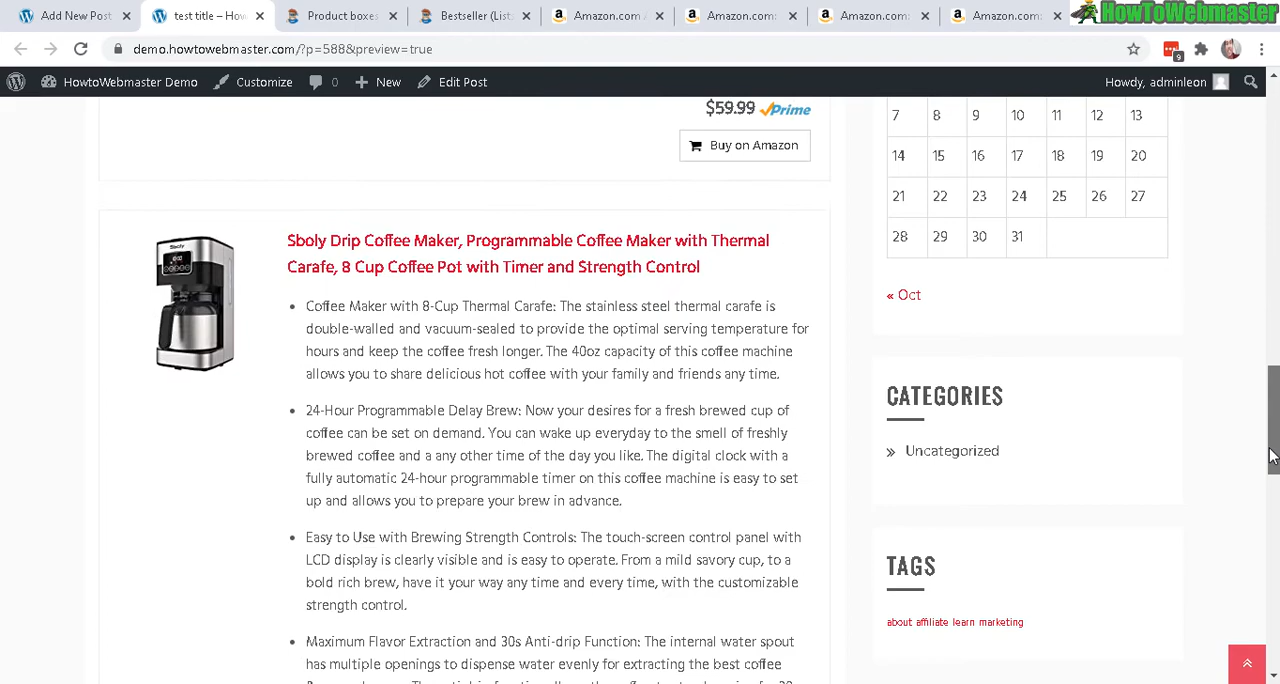 Add New Post
test title – How
Product boxes
Bestseller (List
Amazon.com
Amazon.com:
Amazon.com:
Amazon.com:
HowToWebmaster
demo.howtowebmaster.com/?p=588&preview=true
9
HowtoWebmaster Demo
Customize
0
New
Edit Post
Howdy, adminleon
$59.99 Prime
Buy on Amazon
7 8 9 10 11 12 13
14 15 16 17 18 19 20
21 22 23 24 25 26 27
28 29 30 31
« Oct
Sboly Drip Coffee Maker, Programmable Coffee Maker with Thermal
Carafe, 8 Cup Coffee Pot with Timer and Strength Control
Coffee Maker with 8-Cup Thermal Carafe: The stainless steel thermal carafe is
double-walled and vacuum-sealed to provide the optimal serving temperature for
hours and keep the coffee fresh longer. The 40oz capacity of this coffee machine
allows you to share delicious hot coffee with your family and friends any time.
24-Hour Programmable Delay Brew: Now your desires for a fresh brewed cup of
coffee can be set on demand. You can wake up everyday to the smell of freshly
brewed coffee and a any other time of the day you like. The digital clock with a
fully automatic 24-hour programmable timer on this coffee machine is easy to set
up and allows you to prepare your brew in advance.
Easy to Use with Brewing Strength Controls: The touch-screen control panel with
LCD display is clearly visible and is easy to operate. From a mild savory cup, to a
bold rich brew, have it your way any time and every time, with the customizable
strength control.
Maximum Flavor Extraction and 30s Anti-drip Function: The internal water spout
has multiple openings to dispense water evenly for extracting the best coffee
CATEGORIES
Uncategorized
TAGS
about affiliate learn marketing